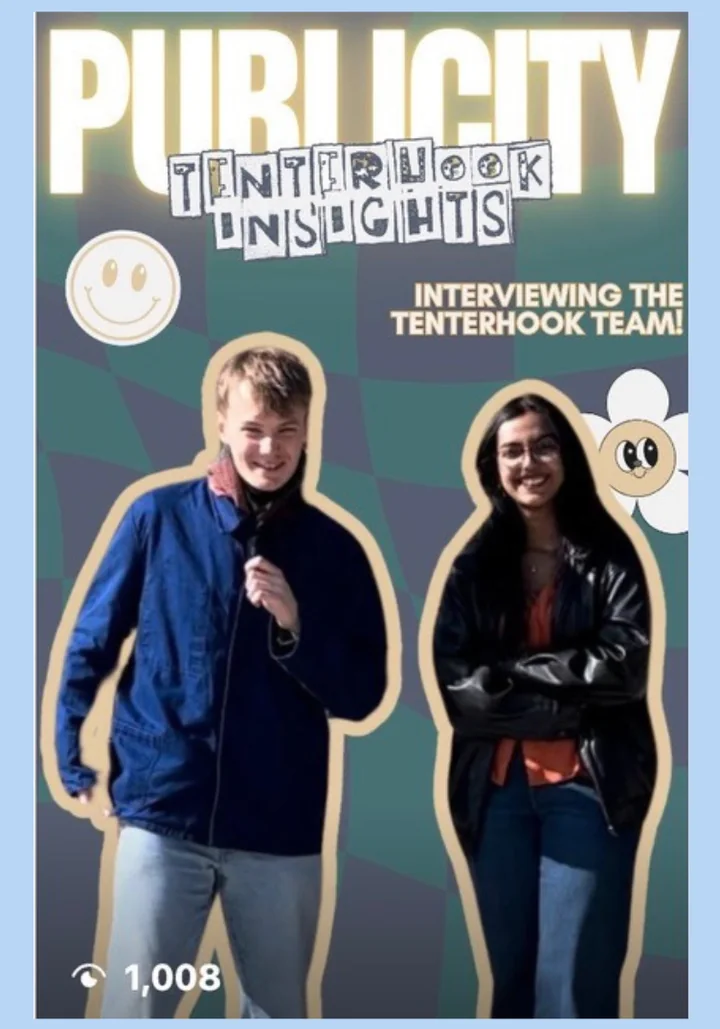 PUBLICITY
TENTERHOOK
INSIGHTS
INTERVIEWING THE
TENTERHOOK TEAM!
1,008